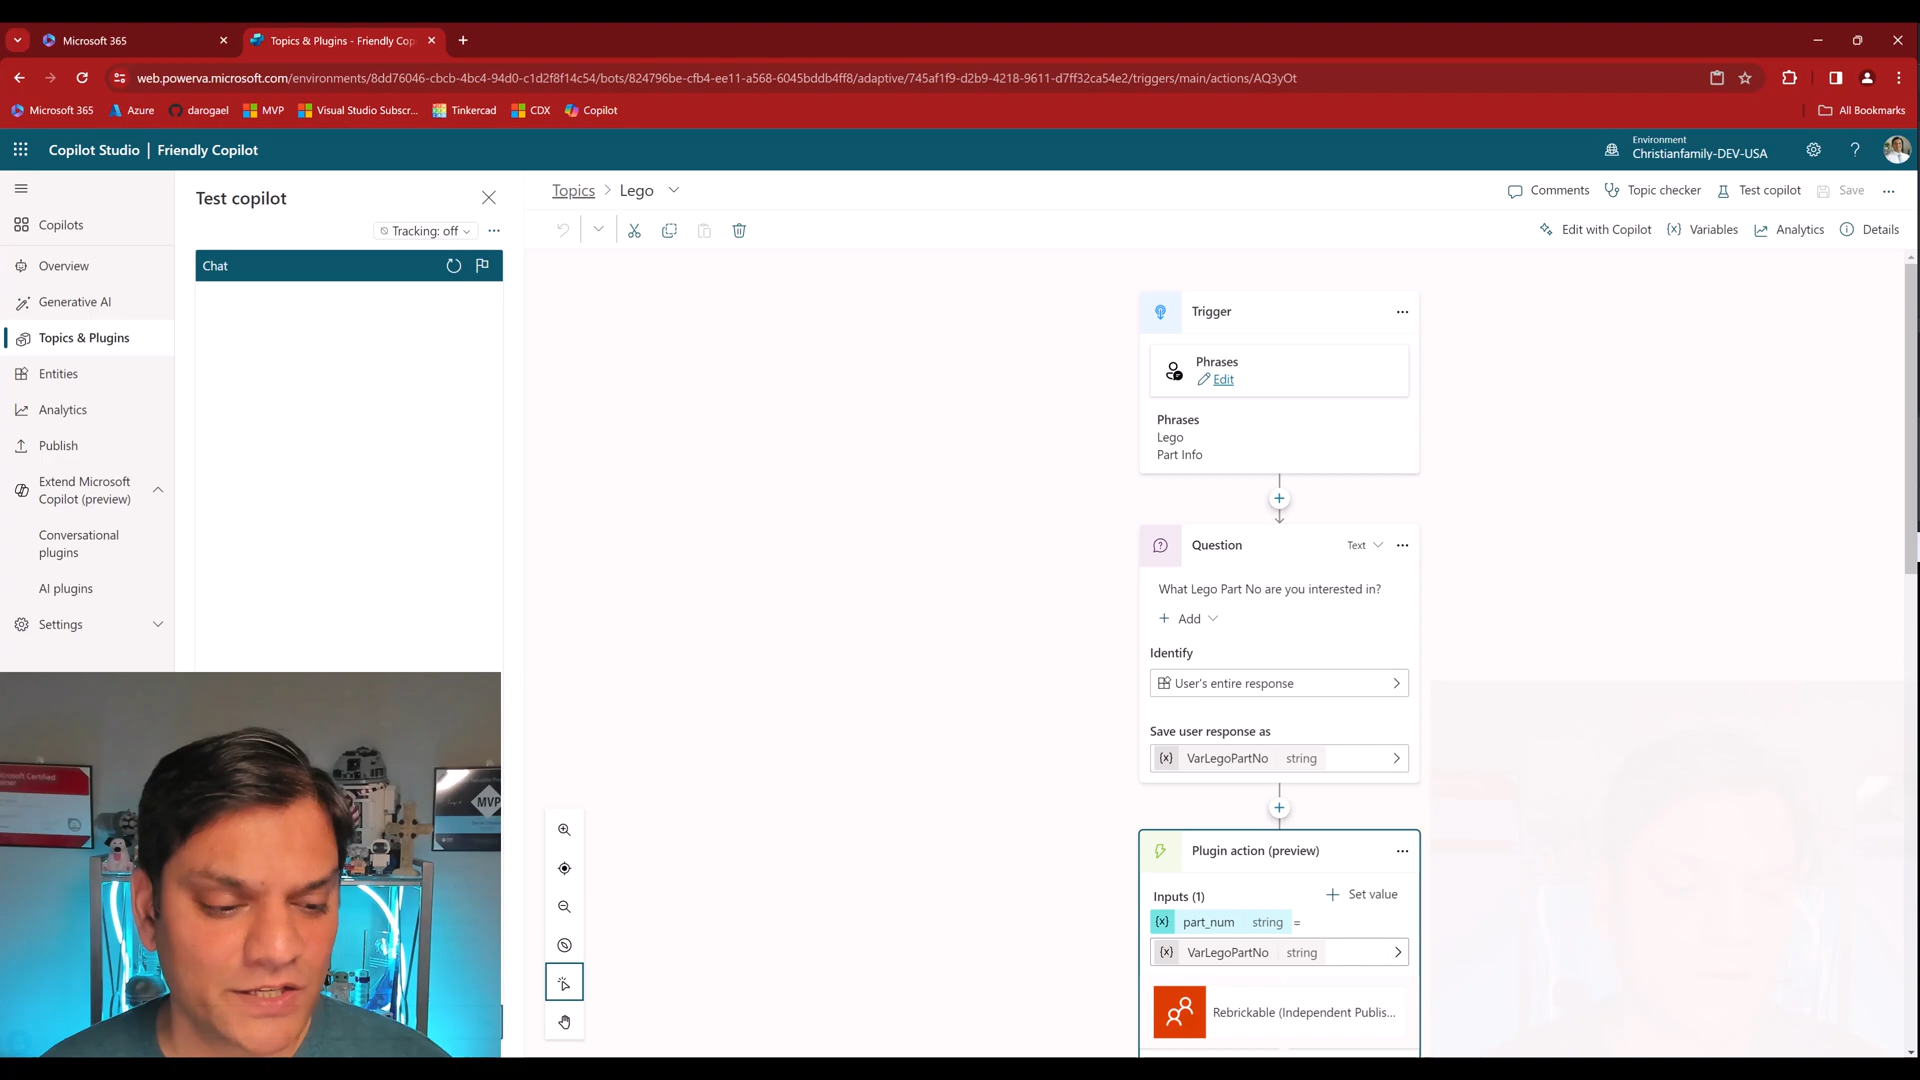 Microsoft 365
Topics & Plugins - Friendly Cop
web.powerva.microsoft.com/environments/8dd76046-cbcb-4bc4-94d0-c1d2f8f14c54/bots/824796be-cfb4-ee11-a568-6045bddb4ff8/adaptive/745af1f9-d2b9-4218-9611-d7ff32ca54e2/triggers/main/actions/AQ3yOt
Microsoft 365 Azure darogael MVP Visual Studio Subscr... Tinkercad CDX Copilot All Bookmarks
Copilot Studio | Friendly Copilot
Environment
Christianfamily-DEV-USA
Copilots
Overview
Generative AI
Topics & Plugins
Entities
Analytics
Publish
Extend Microsoft
Copilot (preview)
Conversational
plugins
AI plugins
Settings
Test copilot
Tracking: off
Chat
Topics > Lego
Comments Topic checker Test copilot Save
Edit with Copilot {x} Variables Analytics Details
Trigger
Phrases
Edit
Phrases
Lego
Part Info
Question Text
What Lego Part No are you interested in?
+ Add
Identify
User's entire response
Save user response as
{x} VarLegoPartNo string
Plugin action (preview)
Inputs (1) + Set value
{x} part_num string =
{x} VarLegoPartNo string
Rebrickable (Independent Publis...
Microsoft Certified
MVP